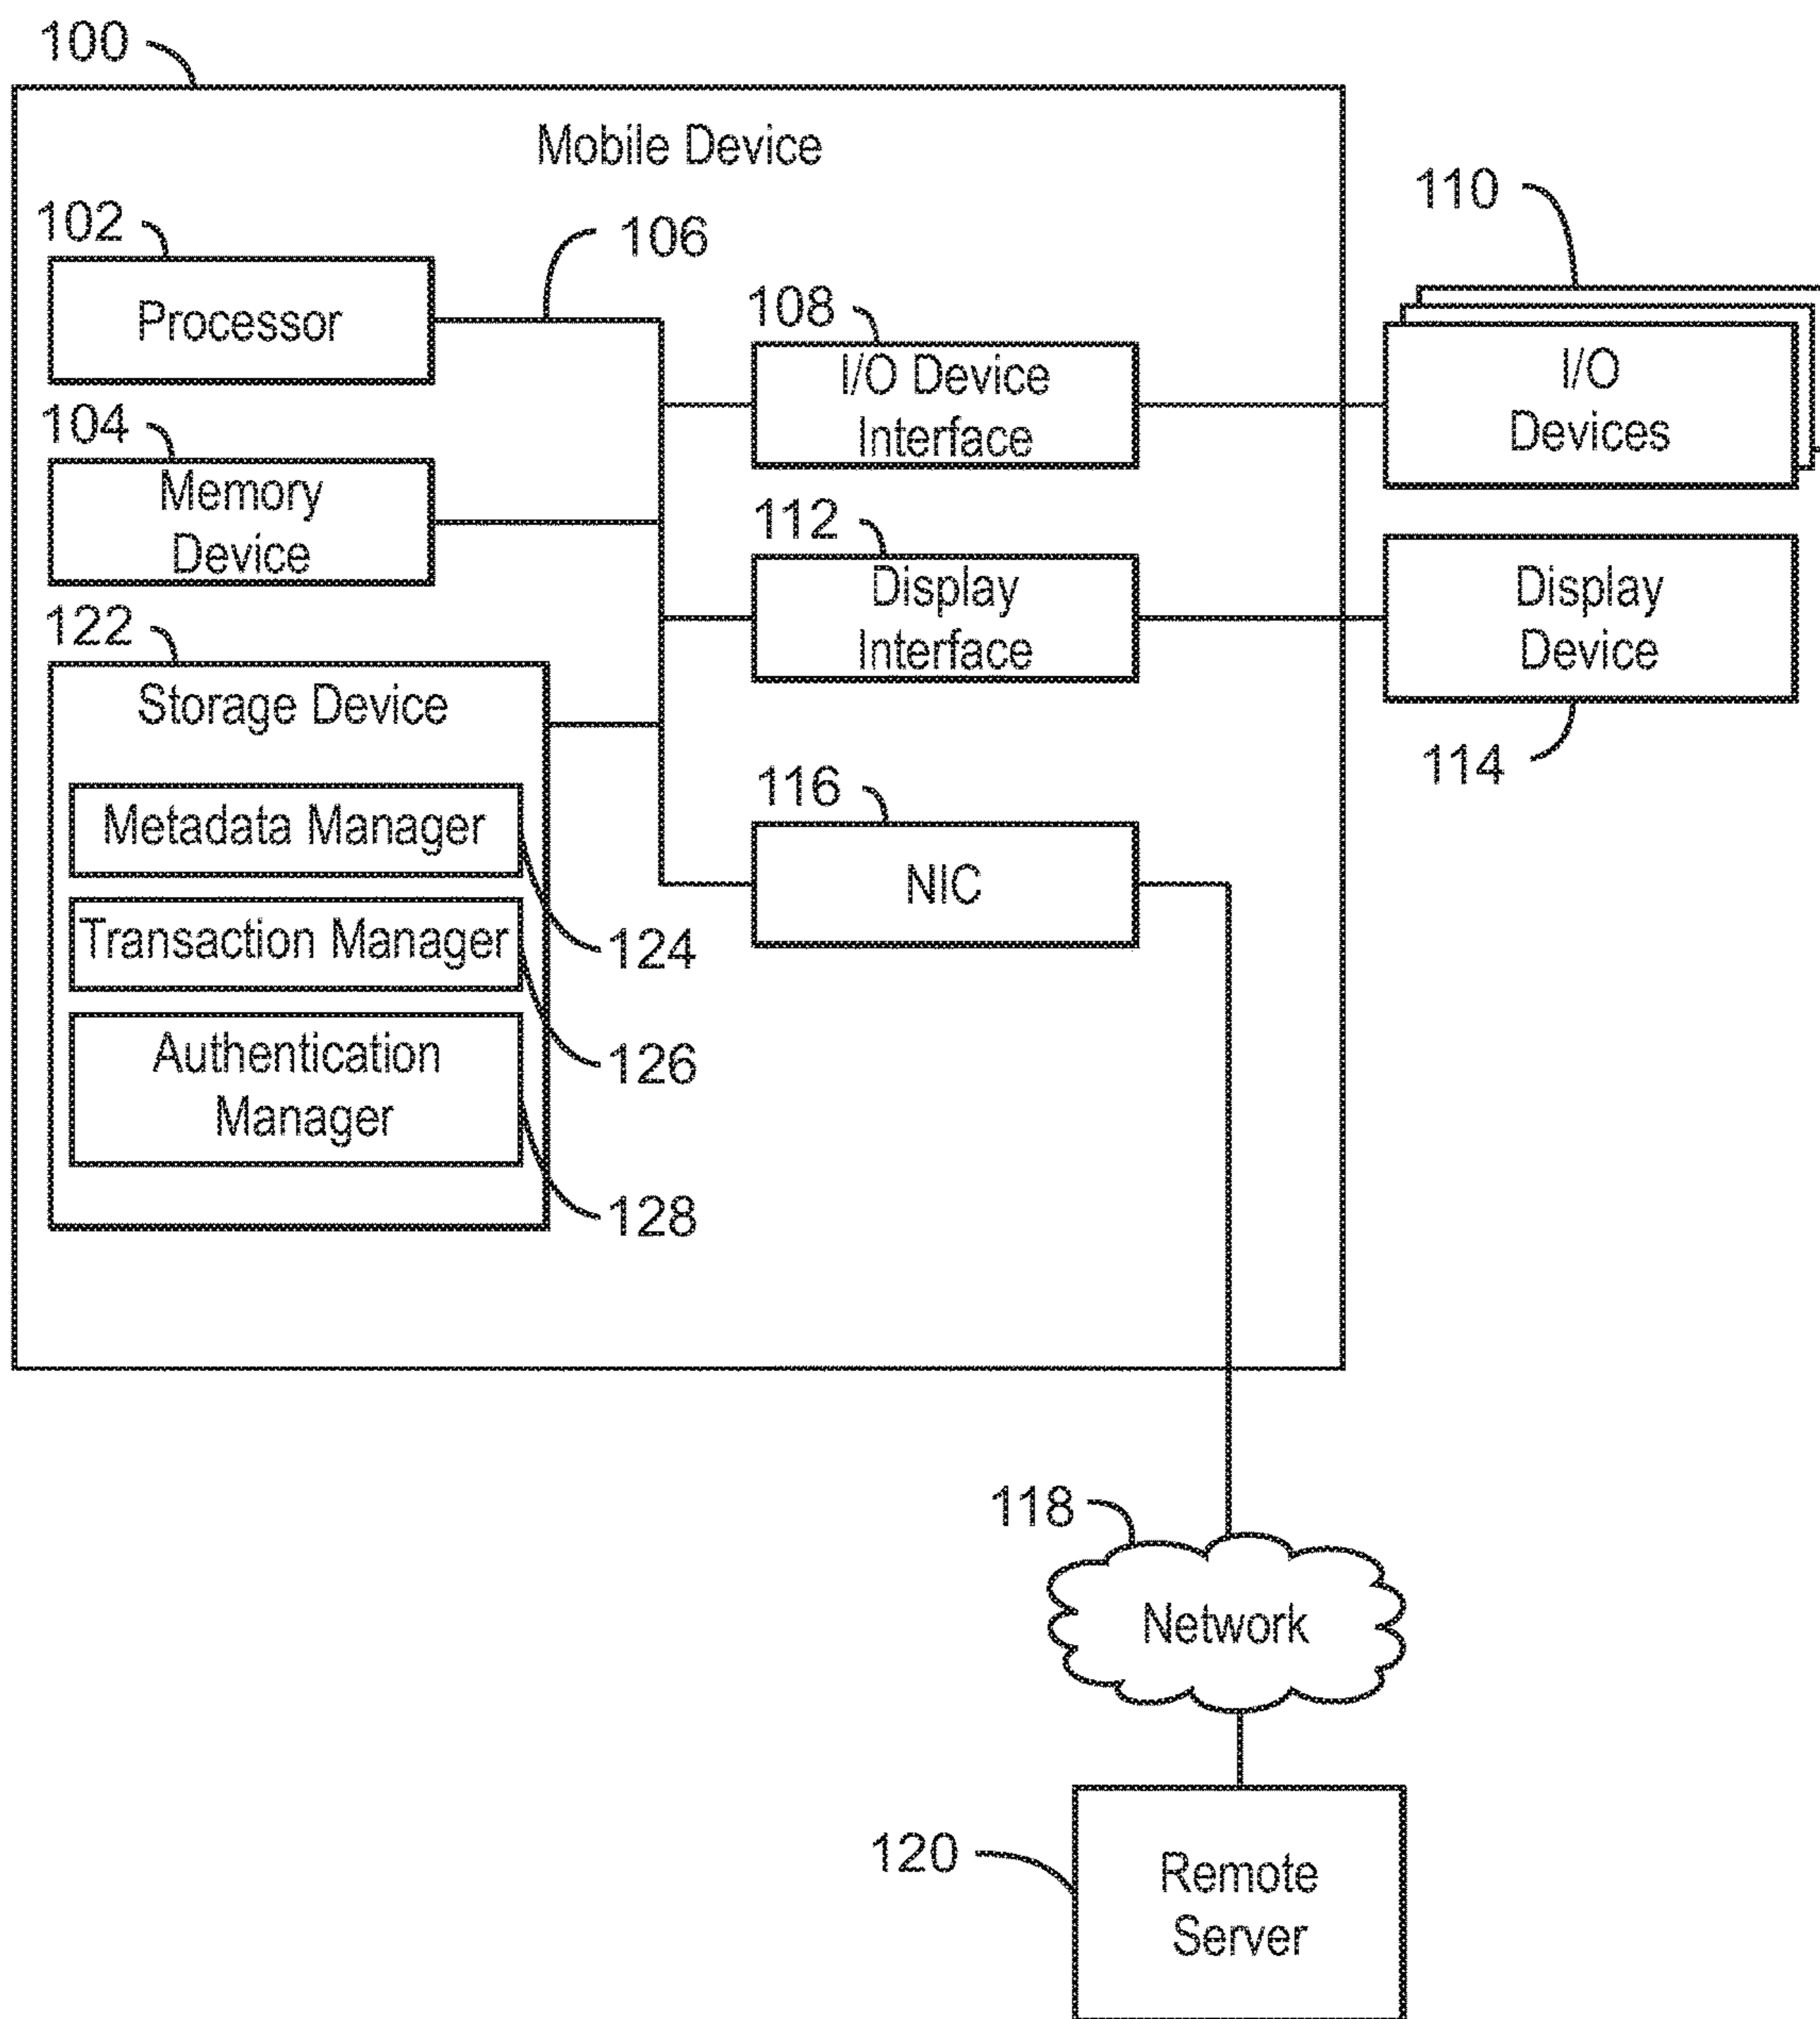 100
Mobile Device
102
Processor
106
104
Memory
Device
108
I/O Device
Interface
110
I/O
Devices
112
Display
Interface
Display
Device
114
122
Storage Device
Metadata Manager
124
Transaction Manager
126
Authentication
Manager
128
116
NIC
118
Network
120
Remote
Server